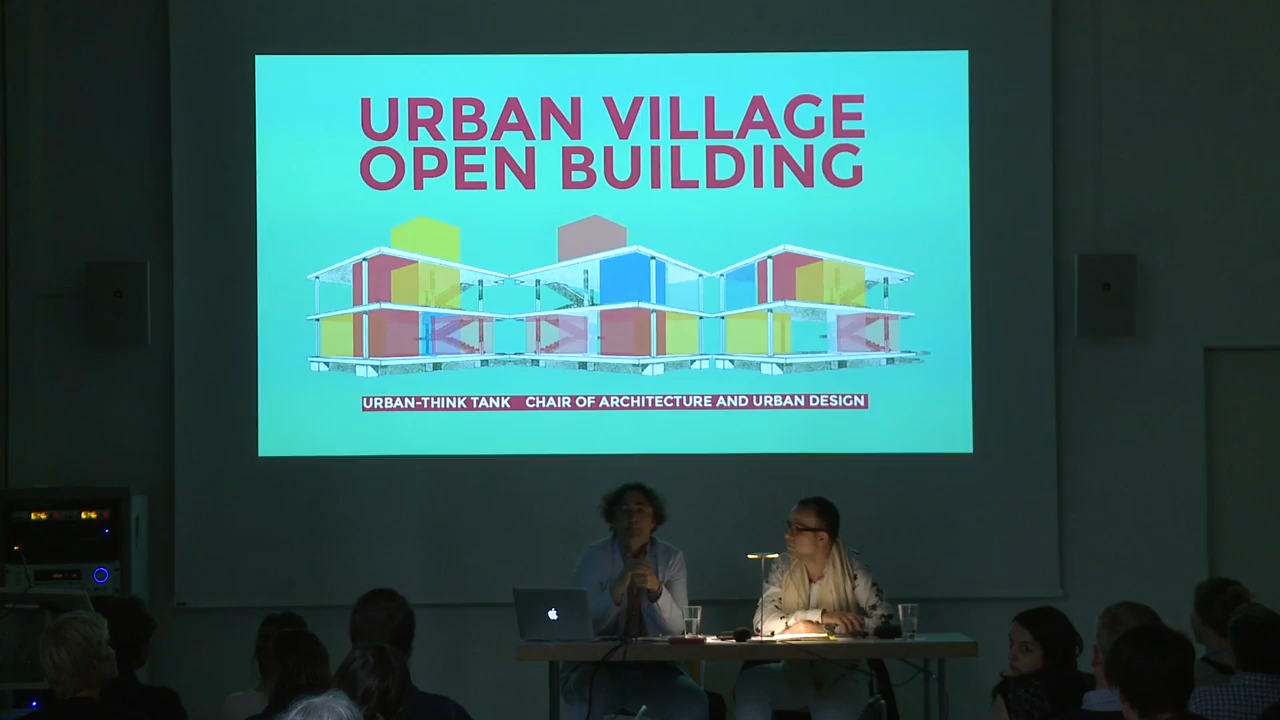 URBAN VILLAGE
OPEN BUILDING
URBAN-THINK TANK CHAIR OF ARCHITECTURE AND URBAN DESIGN